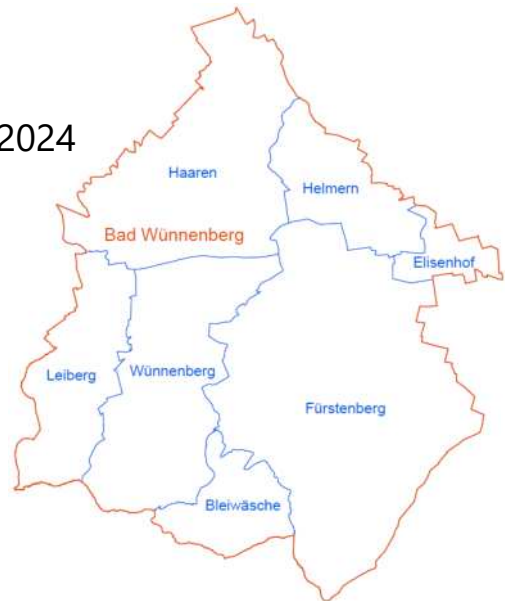 2024
Haaren
Helmern
Bad Wünnenberg
Elisenhof
Leiberg
Wünnenberg
Fürstenberg
Bleiwäsche